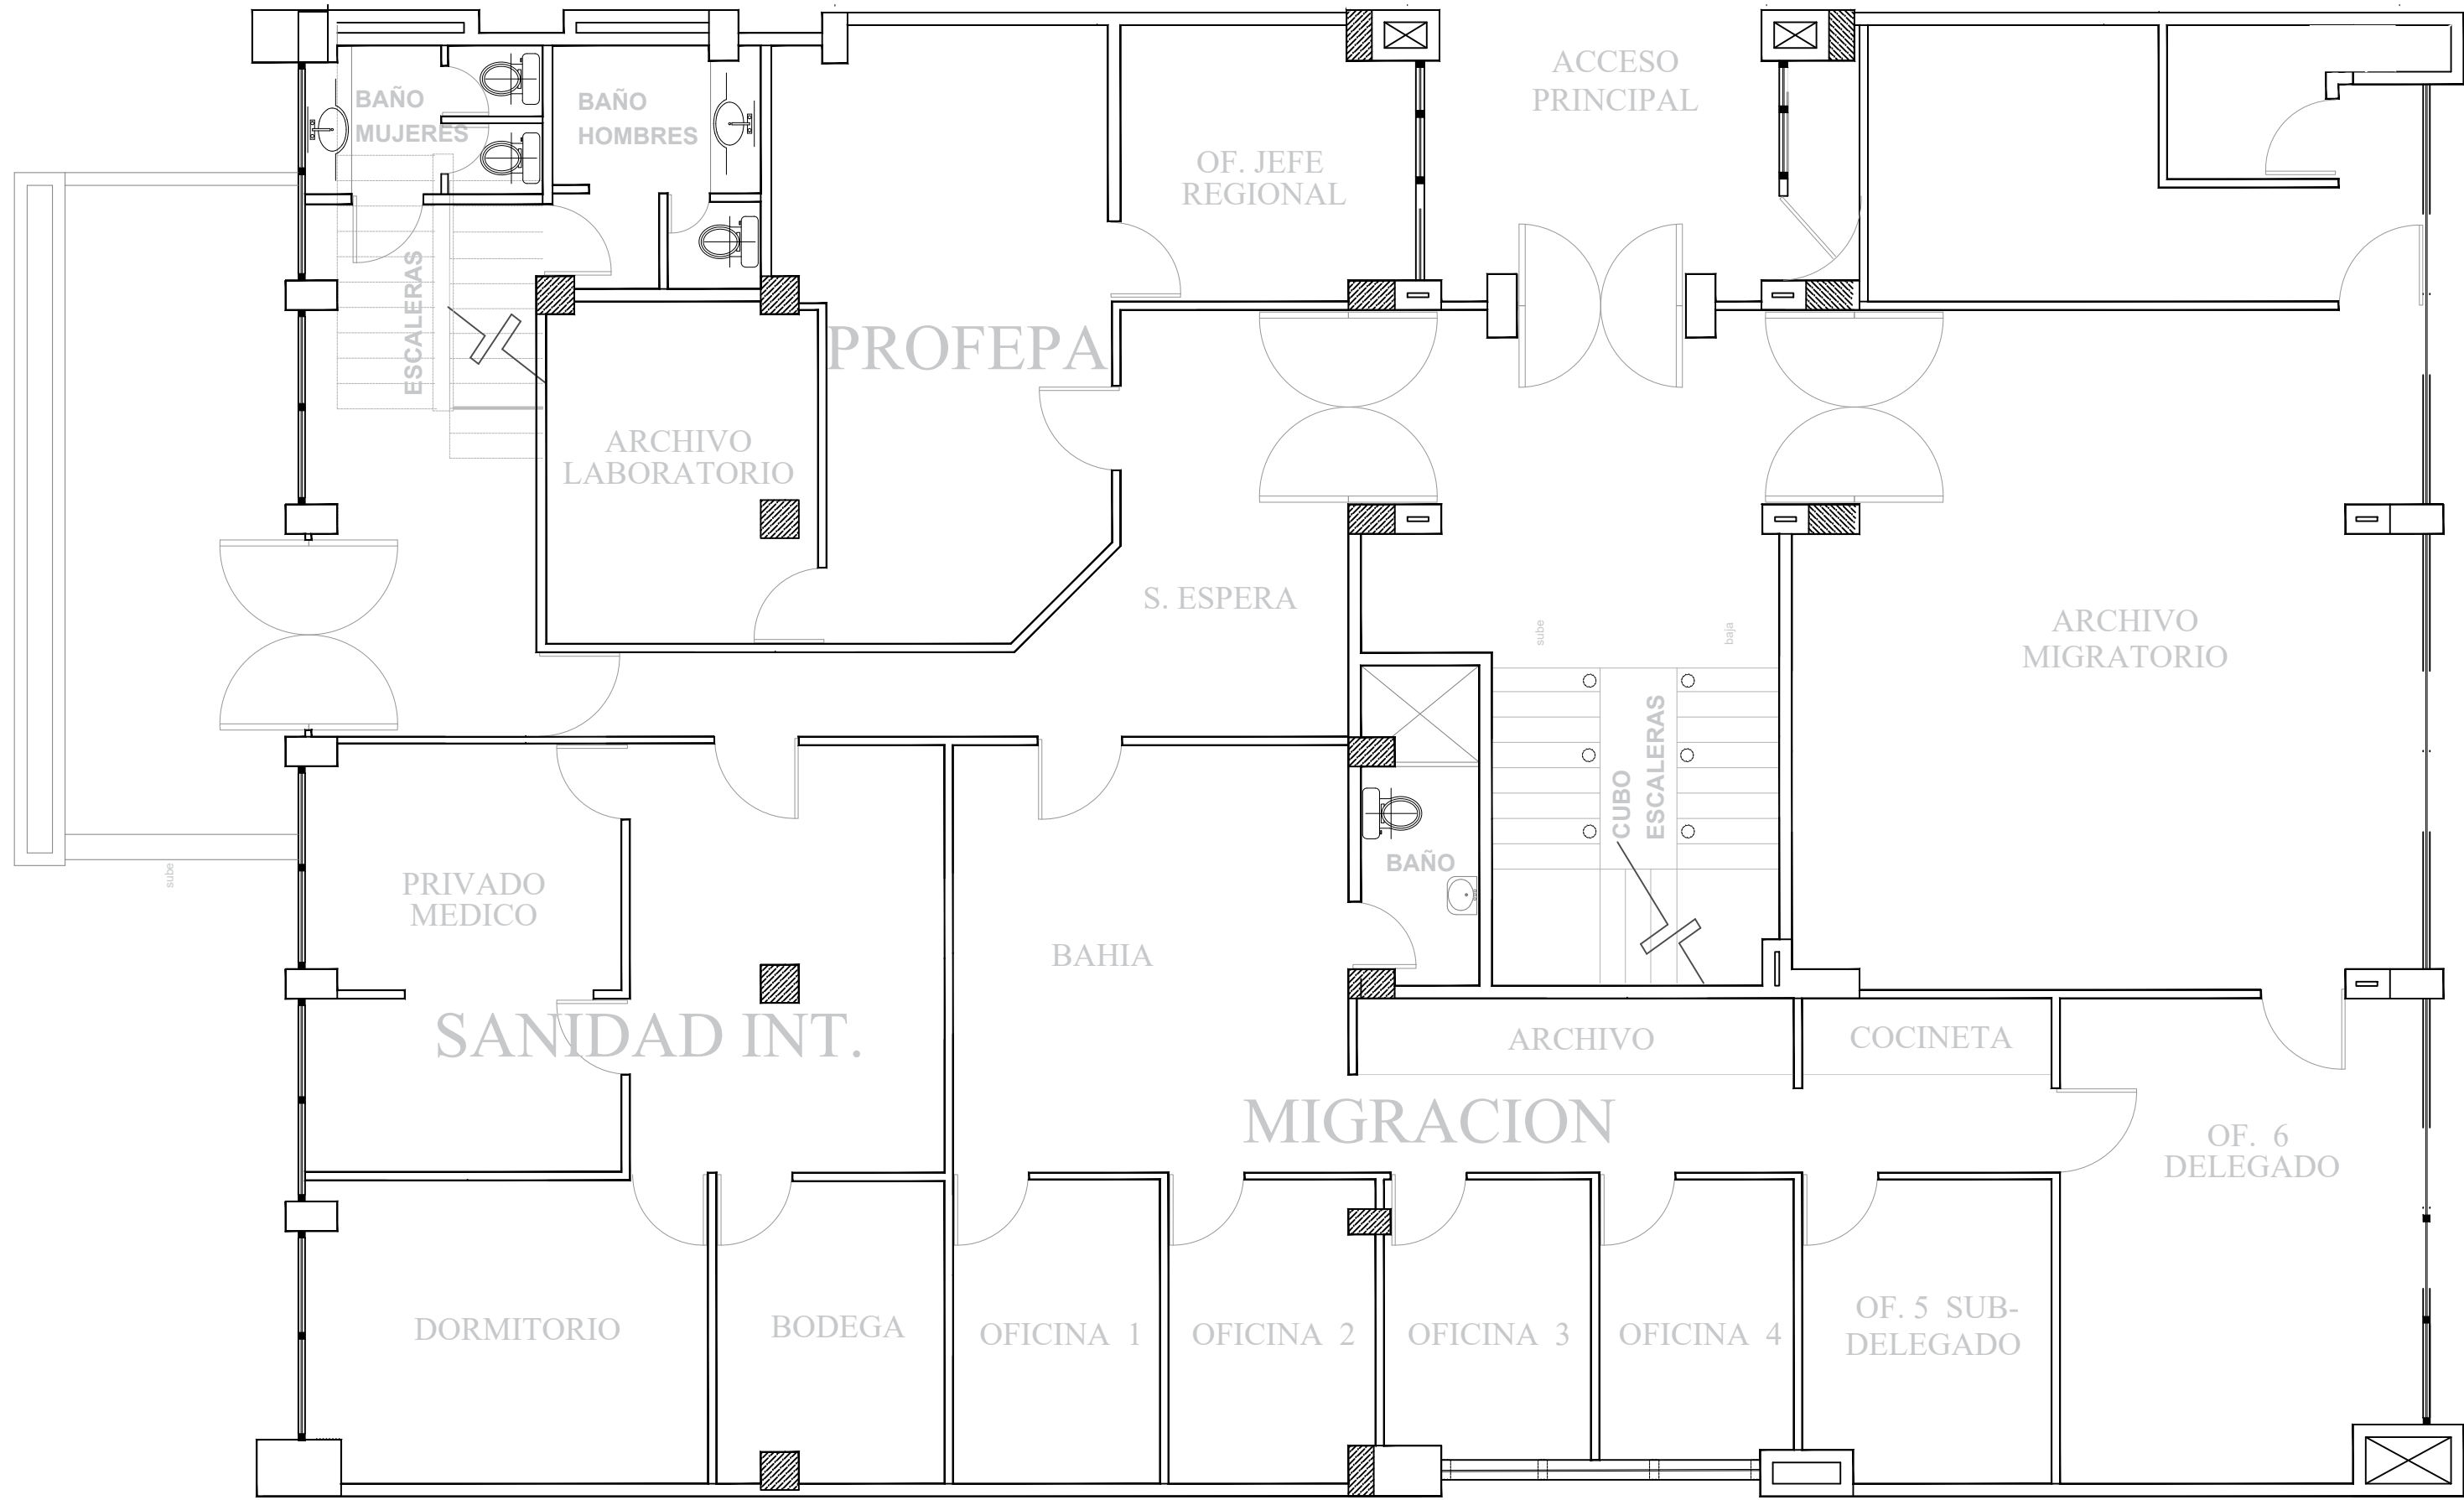 ACCESO
PRINCIPAL
BAÑO
MUJERES
BAÑO
HOMBRES
OF. JEFE
REGIONAL
ESCALERAS
PROFEPA
ARCHIVO
LABORATORIO
S. ESPERA
sube
baja
ARCHIVO
MIGRATORIO
CUBO
ESCALERAS
BAÑO
sube
PRIVADO
MEDICO
BAHIA
SANIDAD INT.
ARCHIVO
COCINETA
MIGRACION
OF. 6
DELEGADO
DORMITORIO
BODEGA
OFICINA 1
OFICINA 2
OFICINA 3
OFICINA 4
OF. 5 SUB-
DELEGADO